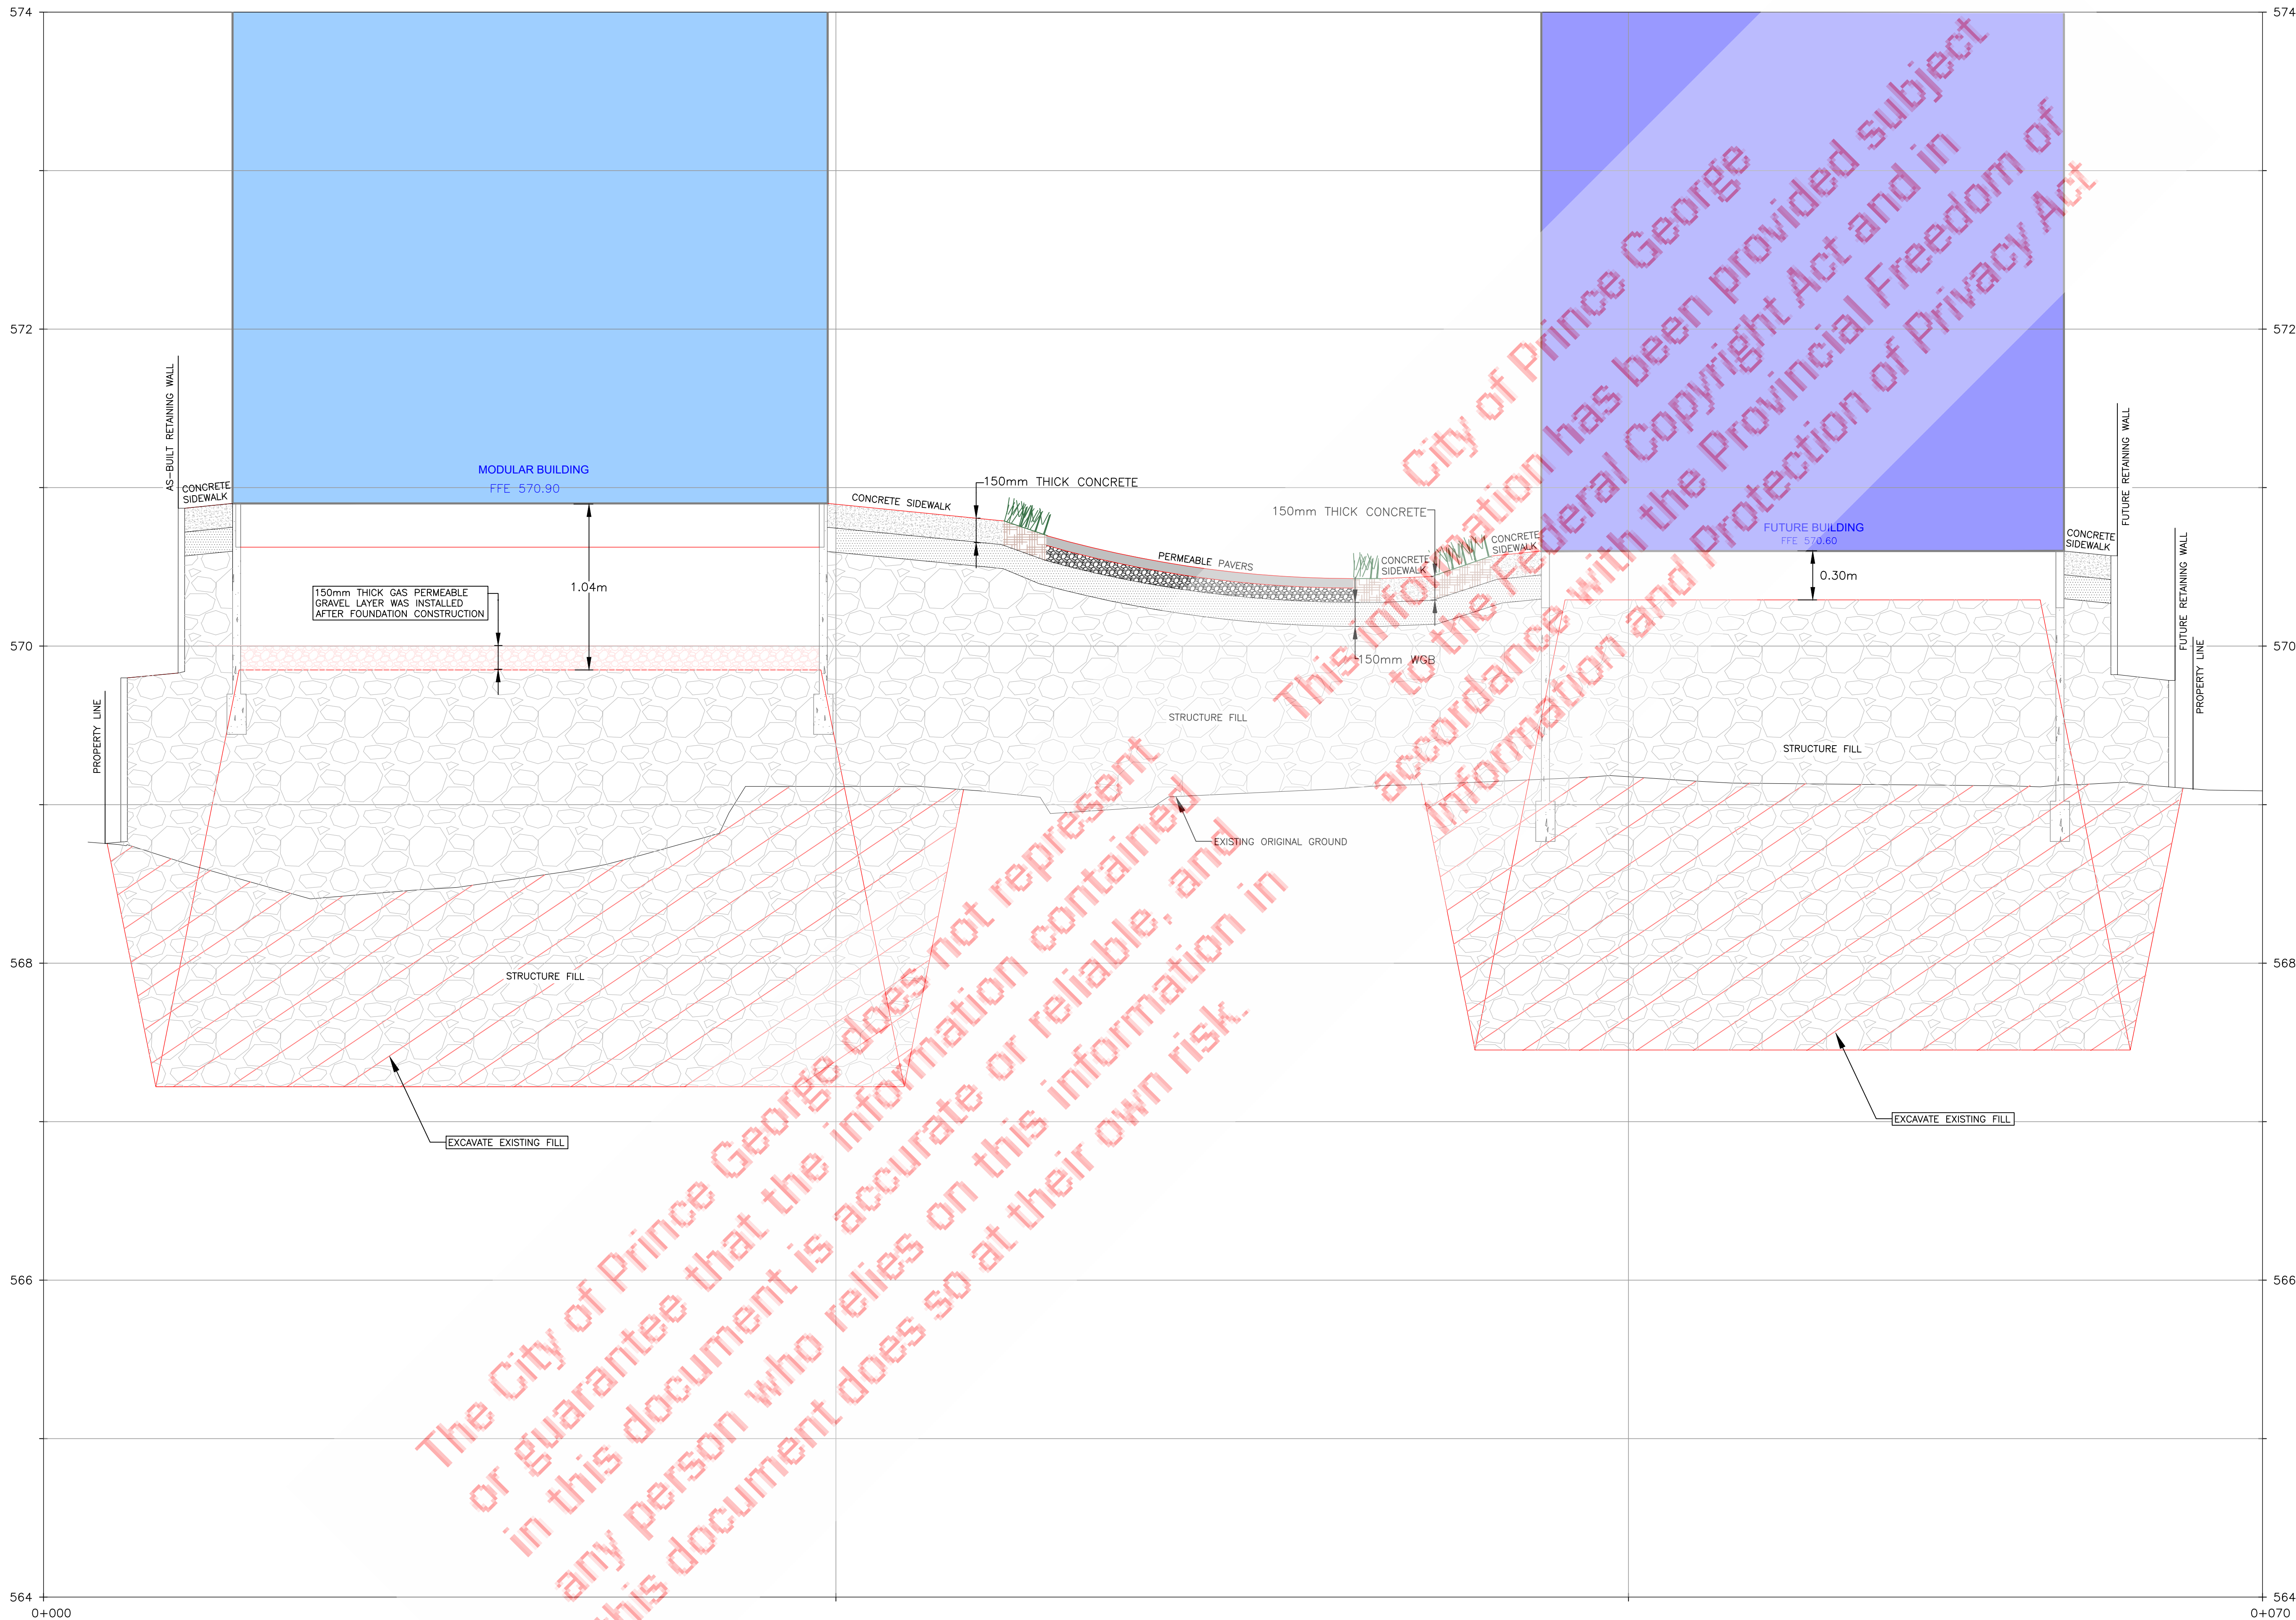 574
574
572
572
AS-BUILT RETAINING WALL
FUTURE RETAINING WALL
MODULAR BUILDING
FFE 570.90
CONCRETE
SIDEWALK
CONCRETE SIDEWALK
150mm THICK CONCRETE
150mm THICK CONCRETE
FUTURE BUILDING
FFE 570.60
CONCRETE
SIDEWALK
CONCRETE
SIDEWALK
PERMEABLE PAVERS
CONCRETE
SIDEWALK
0.30m
1.04m
150mm THICK GAS PERMEABLE
GRAVEL LAYER WAS INSTALLED
AFTER FOUNDATION CONSTRUCTION
FUTURE RETAINING WALL
570
570
150mm WGB
PROPERTY LINE
PROPERTY LINE
STRUCTURE FILL
STRUCTURE FILL
EXISTING ORIGINAL GROUND
568
568
STRUCTURE FILL
EXCAVATE EXISTING FILL
EXCAVATE EXISTING FILL
566
566
564
564
0+000
0+070
City of Prince George
This information has been provided subject
to the Federal Copyright Act and in
accordance with the Provincial Freedom of
Information and Protection of Privacy Act
The City of Prince George does not represent
or guarantee that the information contained
in this document is accurate or reliable, and
any person who relies on this information in
this document does so at their own risk.